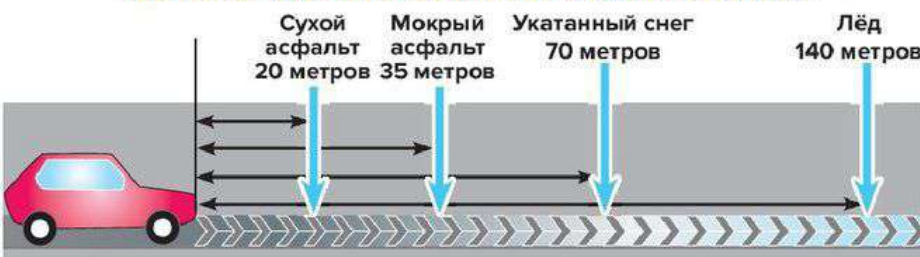 Сухой
асфальт
20 метров
Мокрый
асфальт
35 метров
Укатанный снег
70 метров
Лёд
140 метров